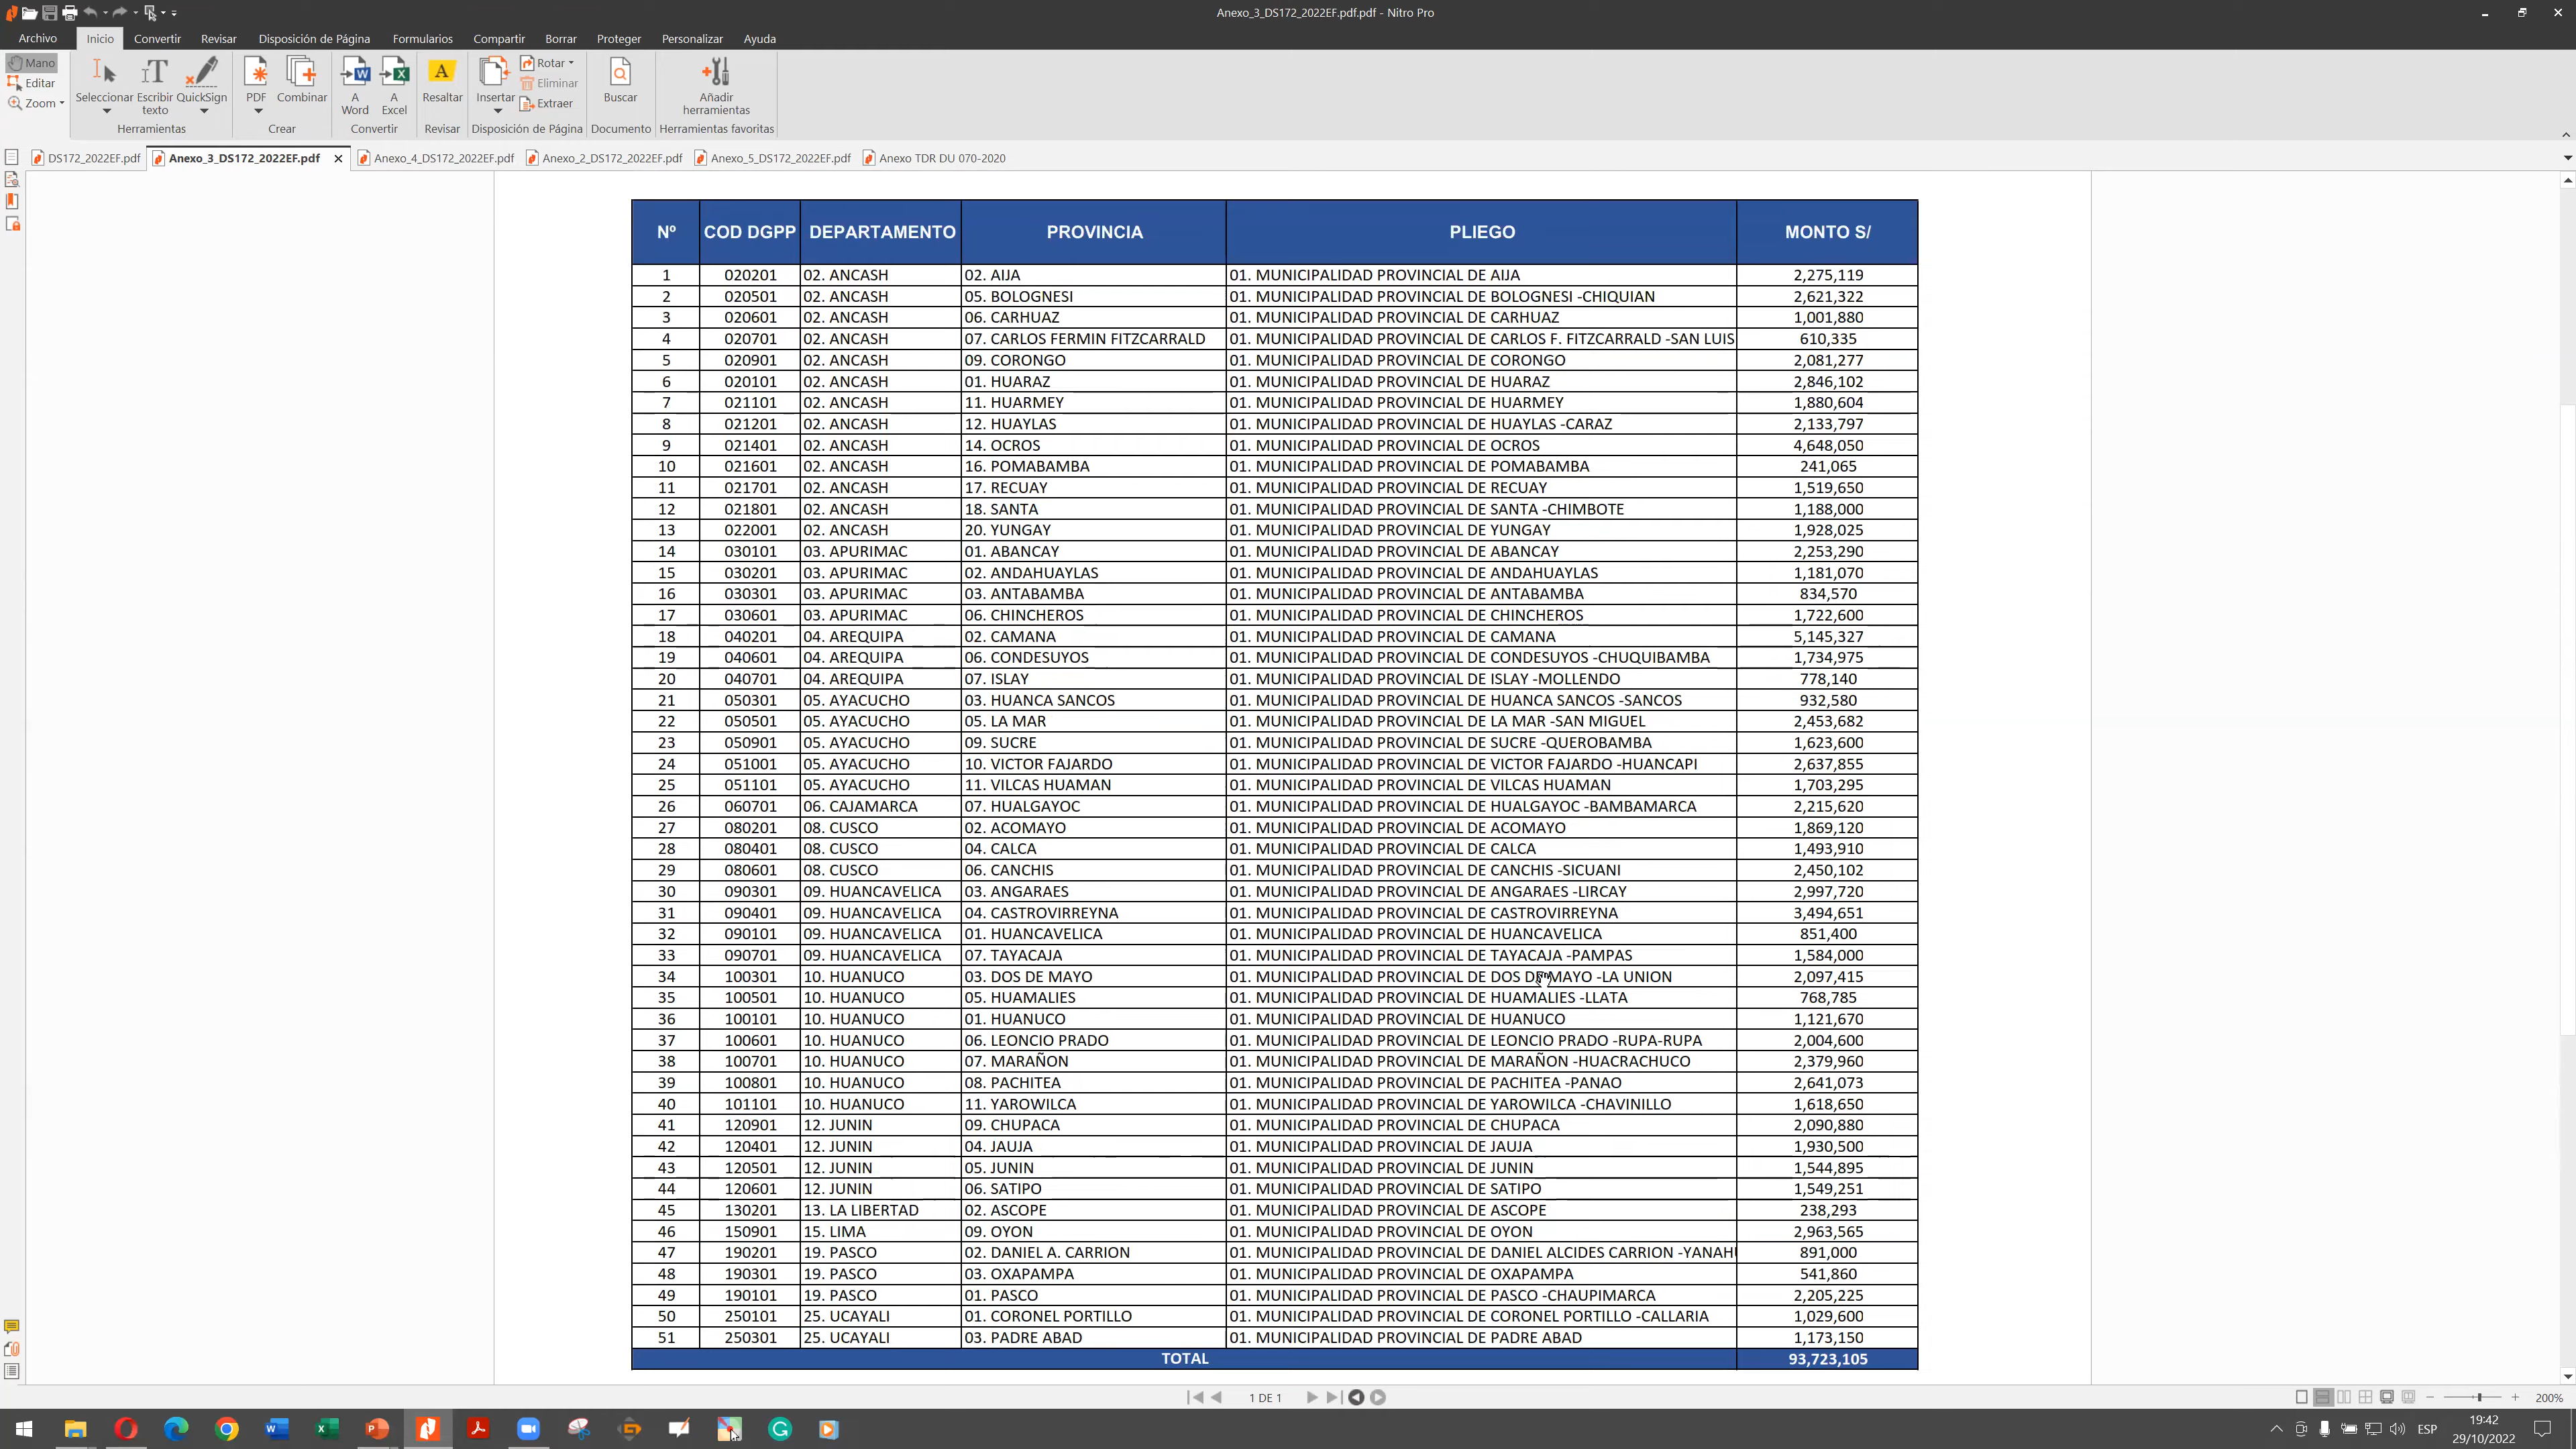 Anexo_3_DS172_2022EF.pdf.pdf - Nitro Pro
Archivo Inicio Convertir Revisar Disposición de Página Formularios Compartir Borrar Proteger Personalizar Ayuda
Mano
Editar
Zoom
Seleccionar
Escribir texto
QuickSign
Herramientas
PDF
Combinar
Crear
A Word
A Excel
Convertir
Resaltar
Revisar
Insertar
Rotar
Eliminar
Extraer
Disposición de Página
Buscar
Documento
Añadir herramientas
Herramientas favoritas
DS172_2022EF.pdf Anexo_3_DS172_2022EF.pdf Anexo_4_DS172_2022EF.pdf Anexo_2_DS172_2022EF.pdf Anexo_5_DS172_2022EF.pdf Anexo TDR DU 070-2020
Nº COD DGPP DEPARTAMENTO PROVINCIA PLIEGO MONTO S/
1 020201 02. ANCASH 02. AIJA 01. MUNICIPALIDAD PROVINCIAL DE AIJA 2,275,119
2 020501 02. ANCASH 05. BOLOGNESI 01. MUNICIPALIDAD PROVINCIAL DE BOLOGNESI -CHIQUIAN 2,621,322
3 020601 02. ANCASH 06. CARHUAZ 01. MUNICIPALIDAD PROVINCIAL DE CARHUAZ 1,001,880
4 020701 02. ANCASH 07. CARLOS FERMIN FITZCARRALD 01. MUNICIPALIDAD PROVINCIAL DE CARLOS F. FITZCARRALD -SAN LUIS 610,335
5 020901 02. ANCASH 09. CORONGO 01. MUNICIPALIDAD PROVINCIAL DE CORONGO 2,081,277
6 020101 02. ANCASH 01. HUARAZ 01. MUNICIPALIDAD PROVINCIAL DE HUARAZ 2,846,102
7 021101 02. ANCASH 11. HUARMEY 01. MUNICIPALIDAD PROVINCIAL DE HUARMEY 1,880,604
8 021201 02. ANCASH 12. HUAYLAS 01. MUNICIPALIDAD PROVINCIAL DE HUAYLAS -CARAZ 2,133,797
9 021401 02. ANCASH 14. OCROS 01. MUNICIPALIDAD PROVINCIAL DE OCROS 4,648,050
10 021601 02. ANCASH 16. POMABAMBA 01. MUNICIPALIDAD PROVINCIAL DE POMABAMBA 241,065
11 021701 02. ANCASH 17. RECUAY 01. MUNICIPALIDAD PROVINCIAL DE RECUAY 1,519,650
12 021801 02. ANCASH 18. SANTA 01. MUNICIPALIDAD PROVINCIAL DE SANTA -CHIMBOTE 1,188,000
13 022001 02. ANCASH 20. YUNGAY 01. MUNICIPALIDAD PROVINCIAL DE YUNGAY 1,928,025
14 030101 03. APURIMAC 01. ABANCAY 01. MUNICIPALIDAD PROVINCIAL DE ABANCAY 2,253,290
15 030201 03. APURIMAC 02. ANDAHUAYLAS 01. MUNICIPALIDAD PROVINCIAL DE ANDAHUAYLAS 1,181,070
16 030301 03. APURIMAC 03. ANTABAMBA 01. MUNICIPALIDAD PROVINCIAL DE ANTABAMBA 834,570
17 030601 03. APURIMAC 06. CHINCHEROS 01. MUNICIPALIDAD PROVINCIAL DE CHINCHEROS 1,722,600
18 040201 04. AREQUIPA 02. CAMANA 01. MUNICIPALIDAD PROVINCIAL DE CAMANA 5,145,327
19 040601 04. AREQUIPA 06. CONDESUYOS 01. MUNICIPALIDAD PROVINCIAL DE CONDESUYOS -CHUQUIBAMBA 1,734,975
20 040701 04. AREQUIPA 07. ISLAY 01. MUNICIPALIDAD PROVINCIAL DE ISLAY -MOLLENDO 778,140
21 050301 05. AYACUCHO 03. HUANCA SANCOS 01. MUNICIPALIDAD PROVINCIAL DE HUANCA SANCOS -SANCOS 932,580
22 050501 05. AYACUCHO 05. LA MAR 01. MUNICIPALIDAD PROVINCIAL DE LA MAR -SAN MIGUEL 2,453,682
23 050901 05. AYACUCHO 09. SUCRE 01. MUNICIPALIDAD PROVINCIAL DE SUCRE -QUEROBAMBA 1,623,600
24 051001 05. AYACUCHO 10. VICTOR FAJARDO 01. MUNICIPALIDAD PROVINCIAL DE VICTOR FAJARDO -HUANCAPI 2,637,855
25 051101 05. AYACUCHO 11. VILCAS HUAMAN 01. MUNICIPALIDAD PROVINCIAL DE VILCAS HUAMAN 1,703,295
26 060701 06. CAJAMARCA 07. HUALGAYOC 01. MUNICIPALIDAD PROVINCIAL DE HUALGAYOC -BAMBAMARCA 2,215,620
27 080201 08. CUSCO 02. ACOMAYO 01. MUNICIPALIDAD PROVINCIAL DE ACOMAYO 1,869,120
28 080401 08. CUSCO 04. CALCA 01. MUNICIPALIDAD PROVINCIAL DE CALCA 1,493,910
29 080601 08. CUSCO 06. CANCHIS 01. MUNICIPALIDAD PROVINCIAL DE CANCHIS -SICUANI 2,450,102
30 090301 09. HUANCAVELICA 03. ANGARAES 01. MUNICIPALIDAD PROVINCIAL DE ANGARAES -LIRCAY 2,997,720
31 090401 09. HUANCAVELICA 04. CASTROVIRREYNA 01. MUNICIPALIDAD PROVINCIAL DE CASTROVIRREYNA 3,494,651
32 090101 09. HUANCAVELICA 01. HUANCAVELICA 01. MUNICIPALIDAD PROVINCIAL DE HUANCAVELICA 851,400
33 090701 09. HUANCAVELICA 07. TAYACAJA 01. MUNICIPALIDAD PROVINCIAL DE TAYACAJA -PAMPAS 1,584,000
34 100301 10. HUANUCO 03. DOS DE MAYO 01. MUNICIPALIDAD PROVINCIAL DE DOS DE MAYO -LA UNION 2,097,415
35 100501 10. HUANUCO 05. HUAMALIES 01. MUNICIPALIDAD PROVINCIAL DE HUAMALIES -LLATA 768,785
36 100101 10. HUANUCO 01. HUANUCO 01. MUNICIPALIDAD PROVINCIAL DE HUANUCO 1,121,670
37 100601 10. HUANUCO 06. LEONCIO PRADO 01. MUNICIPALIDAD PROVINCIAL DE LEONCIO PRADO -RUPA-RUPA 2,004,600
38 100701 10. HUANUCO 07. MARAÑON 01. MUNICIPALIDAD PROVINCIAL DE MARAÑON -HUACRACHUCO 2,379,960
39 100801 10. HUANUCO 08. PACHITEA 01. MUNICIPALIDAD PROVINCIAL DE PACHITEA -PANAO 2,641,073
40 101101 10. HUANUCO 11. YAROWILCA 01. MUNICIPALIDAD PROVINCIAL DE YAROWILCA -CHAVINILLO 1,618,650
41 120901 12. JUNIN 09. CHUPACA 01. MUNICIPALIDAD PROVINCIAL DE CHUPACA 2,090,880
42 120401 12. JUNIN 04. JAUJA 01. MUNICIPALIDAD PROVINCIAL DE JAUJA 1,930,500
43 120501 12. JUNIN 05. JUNIN 01. MUNICIPALIDAD PROVINCIAL DE JUNIN 1,544,895
44 120601 12. JUNIN 06. SATIPO 01. MUNICIPALIDAD PROVINCIAL DE SATIPO 1,549,251
45 130201 13. LA LIBERTAD 02. ASCOPE 01. MUNICIPALIDAD PROVINCIAL DE ASCOPE 238,293
46 150901 15. LIMA 09. OYON 01. MUNICIPALIDAD PROVINCIAL DE OYON 2,963,565
47 190201 19. PASCO 02. DANIEL A. CARRION 01. MUNICIPALIDAD PROVINCIAL DE DANIEL ALCIDES CARRION -YANAHU 891,000
48 190301 19. PASCO 03. OXAPAMPA 01. MUNICIPALIDAD PROVINCIAL DE OXAPAMPA 541,860
49 190101 19. PASCO 01. PASCO 01. MUNICIPALIDAD PROVINCIAL DE PASCO -CHAUPIMARCA 2,205,225
50 250101 25. UCAYALI 01. CORONEL PORTILLO 01. MUNICIPALIDAD PROVINCIAL DE CORONEL PORTILLO -CALLARIA 1,029,600
51 250301 25. UCAYALI 03. PADRE ABAD 01. MUNICIPALIDAD PROVINCIAL DE PADRE ABAD 1,173,150
TOTAL 93,723,105
1 DE 1
200%
ESP
19:42
29/10/2022